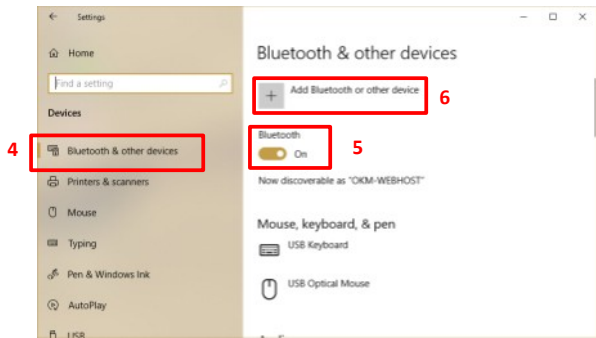 Settings
Home
Find a setting
Devices
4
Bluetooth & other devices
Printers & scanners
Mouse
Typing
Pen & Windows Ink
AutoPlay
USB
Bluetooth & other devices
+ Add Bluetooth or other device
6
Bluetooth
On
5
Now discoverable as "OKM-WEBHOST"
Mouse, keyboard, & pen
USB Keyboard
USB Optical Mouse